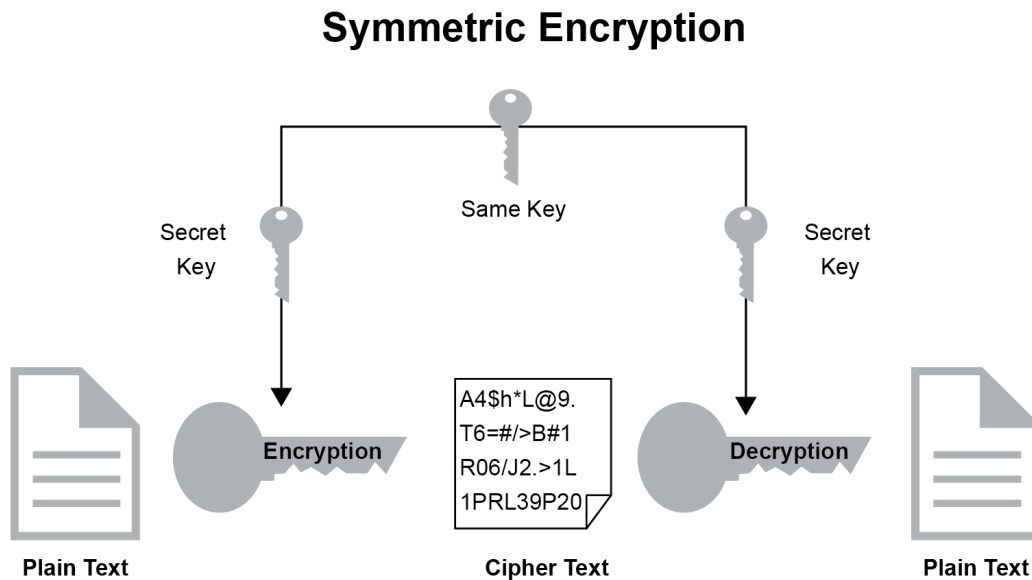 Symmetric Encryption
Same Key
Secret
Key
Secret
Key
Encryption
A4$h*L@9.
T6=#/>B#1
R06/J2.>1L
1PRL39P20
Decryption
Plain Text
Cipher Text
Plain Text